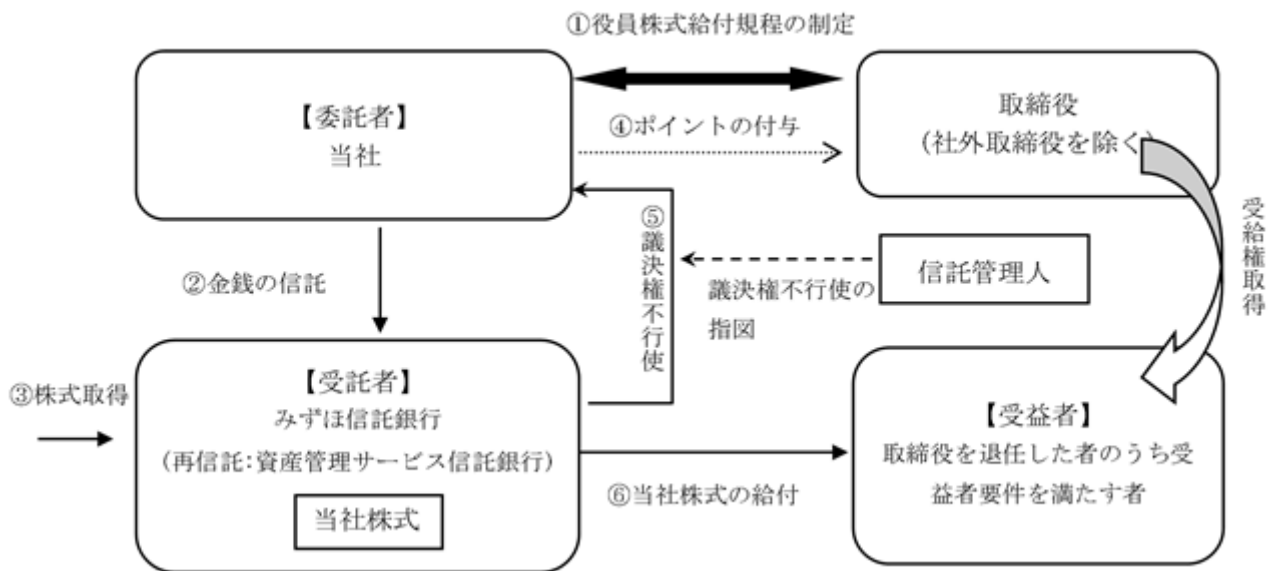 ①役員株式給付規程の制定
【委託者】
当社
④ポイントの付与
取締役
(社外取締役を除く)
②金銭の信託
⑤議決権不行使
議決権不行使の
指図
信託管理人
受給権取得
③株式取得
【受託者】
みずほ信託銀行
(再信託:資産管理サービス信託銀行)
当社株式
⑥当社株式の給付
【受益者】
取締役を退任した者のうち受
益者要件を満たす者